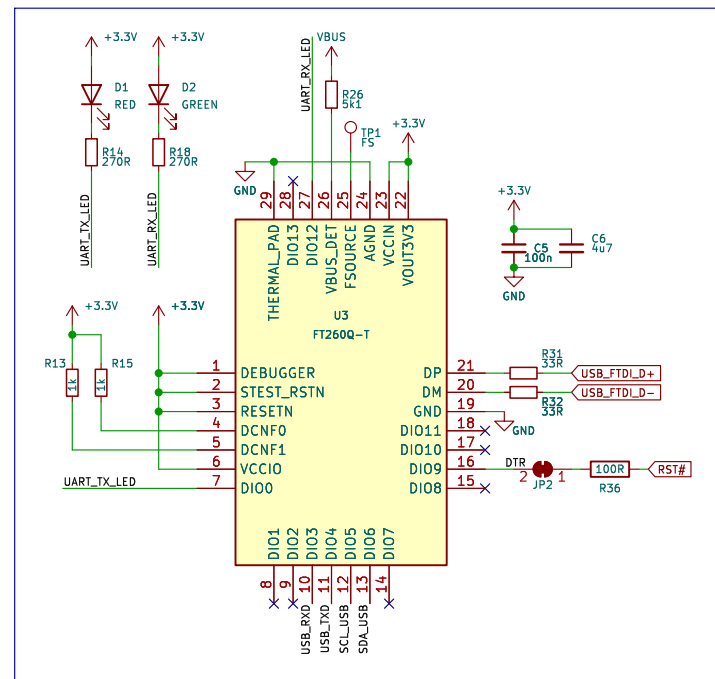 +3.3V
+3.3V
VBUS
D1
RED
D2
GREEN
UART_RX_LED
R26
5k1
TP1
FS
+3.3V
R14
270R
R18
270R
GND
UART_TX_LED
UART_RX_LED
29
28
27
26
25
24
23
22
THERMAL_PAD
DIO13
DIO12
VBUS_DET
FSOURCE
AGND
VCCIN
VOUT3V3
+3.3V
C5
100n
C6
4u7
GND
U3
FT260Q-T
+3.3V
+3.3V
R13
1k
R15
1k
1
DEBUGGER
2
STEST_RSTN
3
RESETN
4
DCNF0
5
DCNF1
6
VCCIO
7
DIO0
UART_TX_LED
DP
21
R31
33R
USB_FTDI_D+
DM
20
R32
33R
USB_FTDI_D-
GND
19
GND
DIO11
18
DIO10
17
DIO9
16
DTR
2
JP2
1
100R
R36
RST#
DIO8
15
DIO1
DIO2
DIO3
DIO4
DIO5
DIO6
DIO7
8
9
10
11
12
13
14
USB_RXD
USB_TXD
SCL_USB
SDA_USB